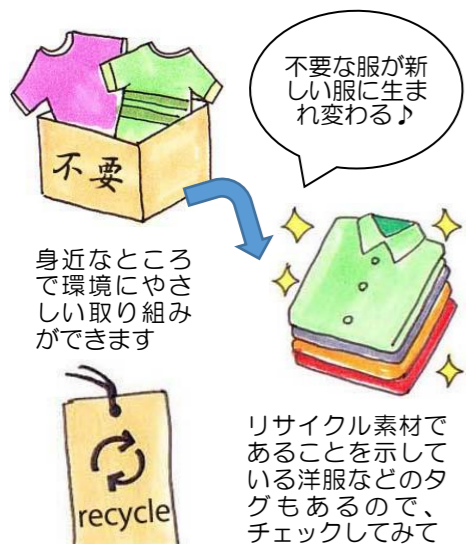 不要な服が新
しい服に生ま
れ変わる♪
不要
身近なところ
で環境にやさ
しい取り組み
ができます
リサイクル素材で
あることを示して
いる洋服などのタ
グもあるので、
チェックしてみて
recycle